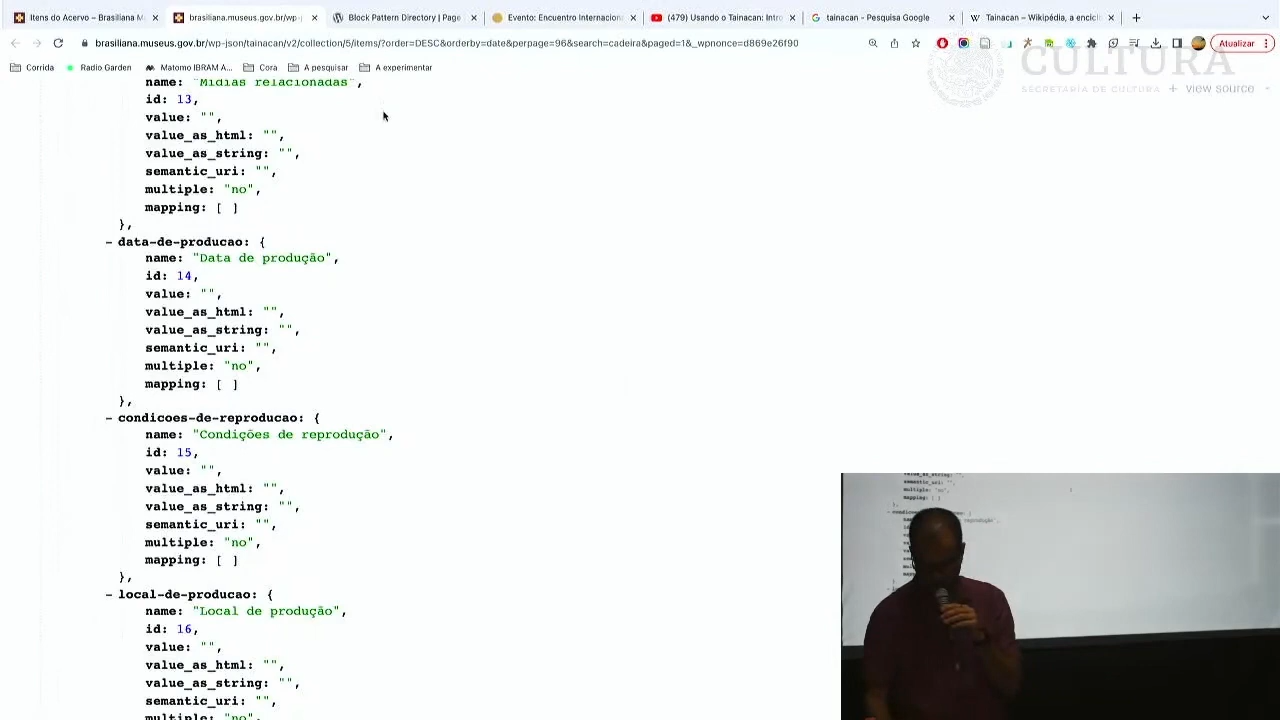 Itens do Acervo – Brasiliana M
brasiliana.museus.gov.br/wp-j
Block Pattern Directory | Page
Evento: Encuentro Internacion
(479) Usando o Tainacan: Intro
tainacan - Pesquisa Google
Tainacan – Wikipédia, a encicl
brasiliana.museus.gov.br/wp-json/tainacan/v2/collection/5/items/?order=DESC&orderby=date&perpage=96&search=cadeira&paged=1&_wpnonce=d869e26f90
Atualizar
Corrida
Radio Garden
Matomo IBRAM A...
Cora
A pesquisar
A experimentar
CULTURA
SECRETARÍA DE CULTURA
+ view source
name: "Mídias relacionadas",
id: 13,
value: "",
value_as_html: "",
value_as_string: "",
semantic_uri: "",
multiple: "no",
mapping: [ ]
},
– data-de-producao: {
name: "Data de produção",
id: 14,
value: "",
value_as_html: "",
value_as_string: "",
semantic_uri: "",
multiple: "no",
mapping: [ ]
},
– condicoes-de-reproducao: {
name: "Condições de reprodução",
id: 15,
value: "",
value_as_html: "",
value_as_string: "",
semantic_uri: "",
multiple: "no",
mapping: [ ]
},
– local-de-producao: {
name: "Local de produção",
id: 16,
value: "",
value_as_html: "",
value_as_string: "",
semantic_uri: "",
multiple: "no",